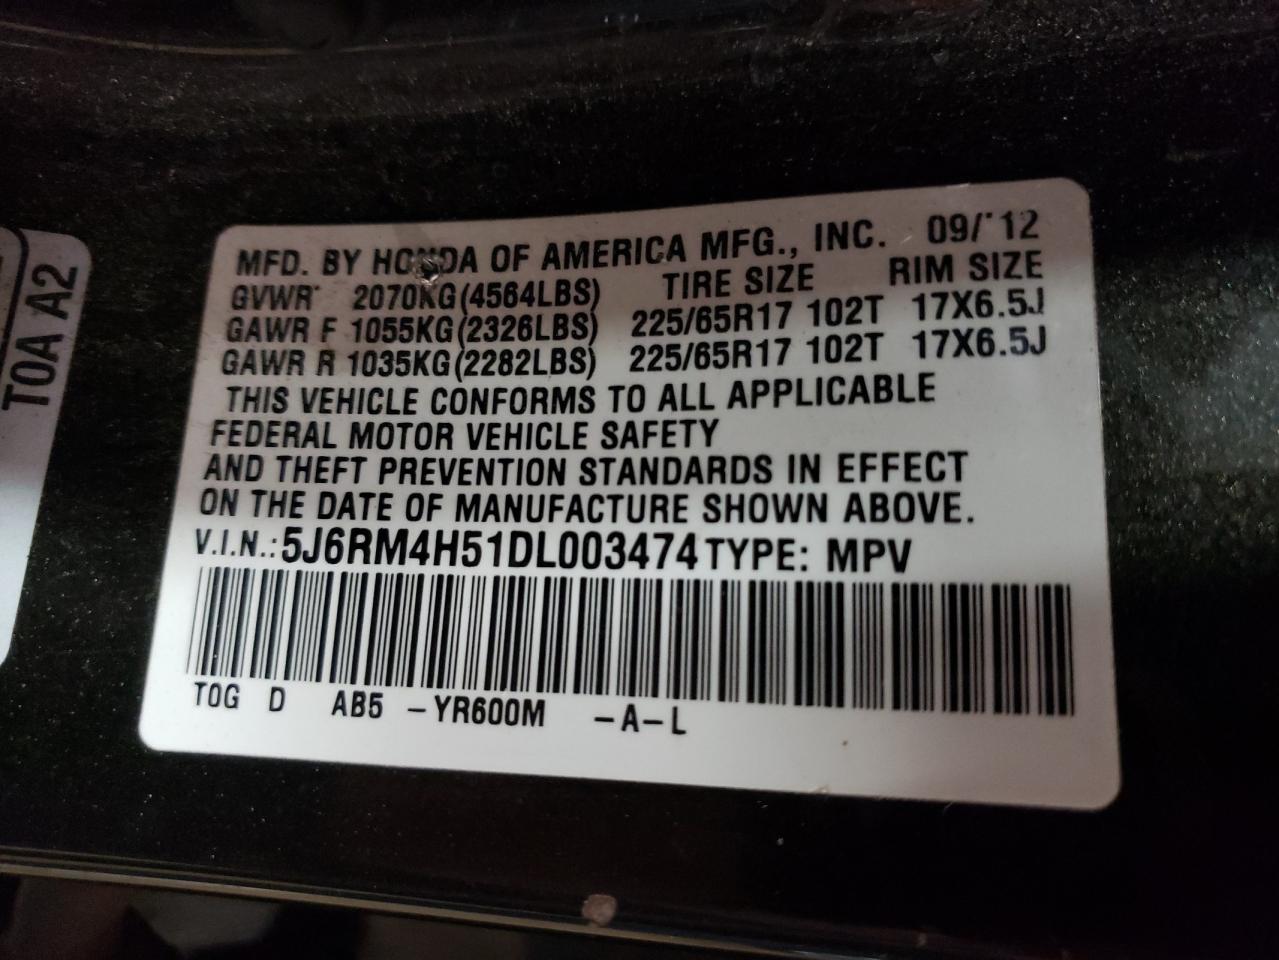 MFD. BY HONDA OF AMERICA MFG., INC. 09/'12
GVWR 2070KG(4564LBS) TIRE SIZE RIM SIZE
GAWR F 1055KG(2326LBS) 225/65R17 102T 17X6.5J
GAWR R 1035KG(2282LBS) 225/65R17 102T 17X6.5J
THIS VEHICLE CONFORMS TO ALL APPLICABLE
FEDERAL MOTOR VEHICLE SAFETY
AND THEFT PREVENTION STANDARDS IN EFFECT
ON THE DATE OF MANUFACTURE SHOWN ABOVE.
V.I.N.: 5J6RM4H51DL003474 TYPE: MPV
TOG D AB5 -YR600M -A-L
TOA A2